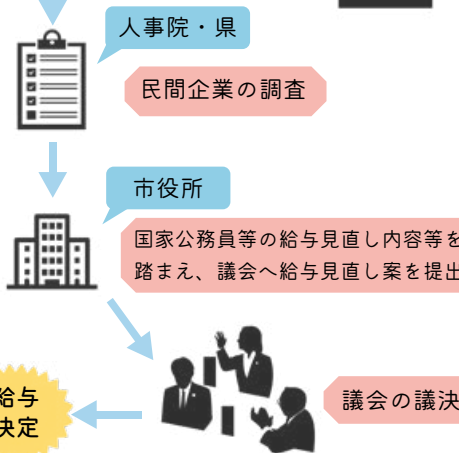 人事院・県
民間企業の調査
市役所
国家公務員等の給与見直し内容等を
踏まえ、議会へ給与見直し案を提出
議会の議決
給与
決定